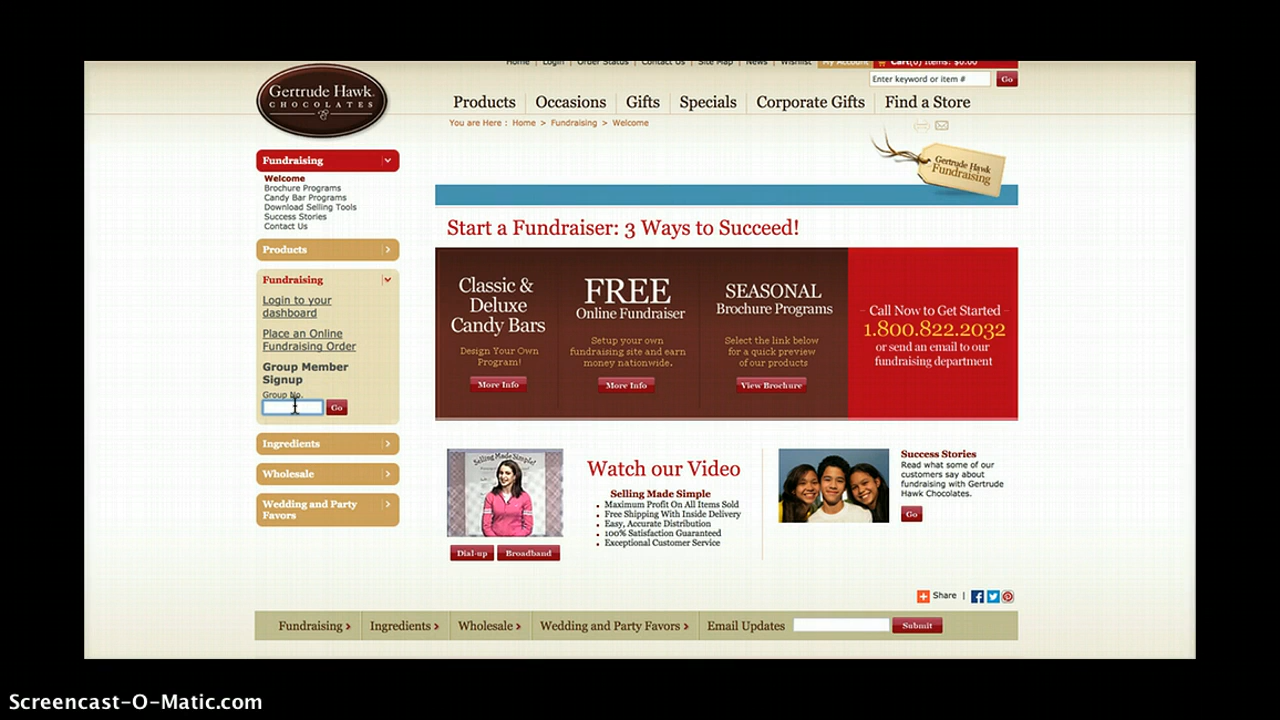 Home | Login | Order Status | Contact Us | Site Map | News | Wishlist My Account Cart(0) Items: $0.00
Enter keyword or item # Go
Gertrude Hawk
CHOCOLATES
Products Occasions Gifts Specials Corporate Gifts Find a Store
You are Here : Home > Fundraising > Welcome
Gertrude Hawk
Fundraising
Fundraising
Welcome
Brochure Programs
Candy Bar Programs
Download Selling Tools
Success Stories
Contact Us
Products
Fundraising
Login to your
dashboard
Place an Online
Fundraising Order
Group Member
Signup
Group No.
Go
Ingredients
Wholesale
Wedding and Party
Favors
Start a Fundraiser: 3 Ways to Succeed!
Classic &
Deluxe
Candy Bars
Design Your Own
Program!
More Info
FREE
Online Fundraiser
Setup your own
fundraising site and earn
money nationwide.
More Info
SEASONAL
Brochure Programs
Select the link below
for a quick preview
of our products
View Brochure
Call Now to Get Started
1.800.822.2032
or send an email to our
fundraising department
Selling Made Simple!
Dial-up Broadband
Watch our Video
Selling Made Simple
Maximum Profit On All Items Sold
Free Shipping With Inside Delivery
Easy, Accurate Distribution
100% Satisfaction Guaranteed
Exceptional Customer Service
Success Stories
Read what some of our
customers say about
fundraising with Gertrude
Hawk Chocolates.
Go
Share |
Fundraising Ingredients Wholesale Wedding and Party Favors Email Updates Submit
Screencast-O-Matic.com